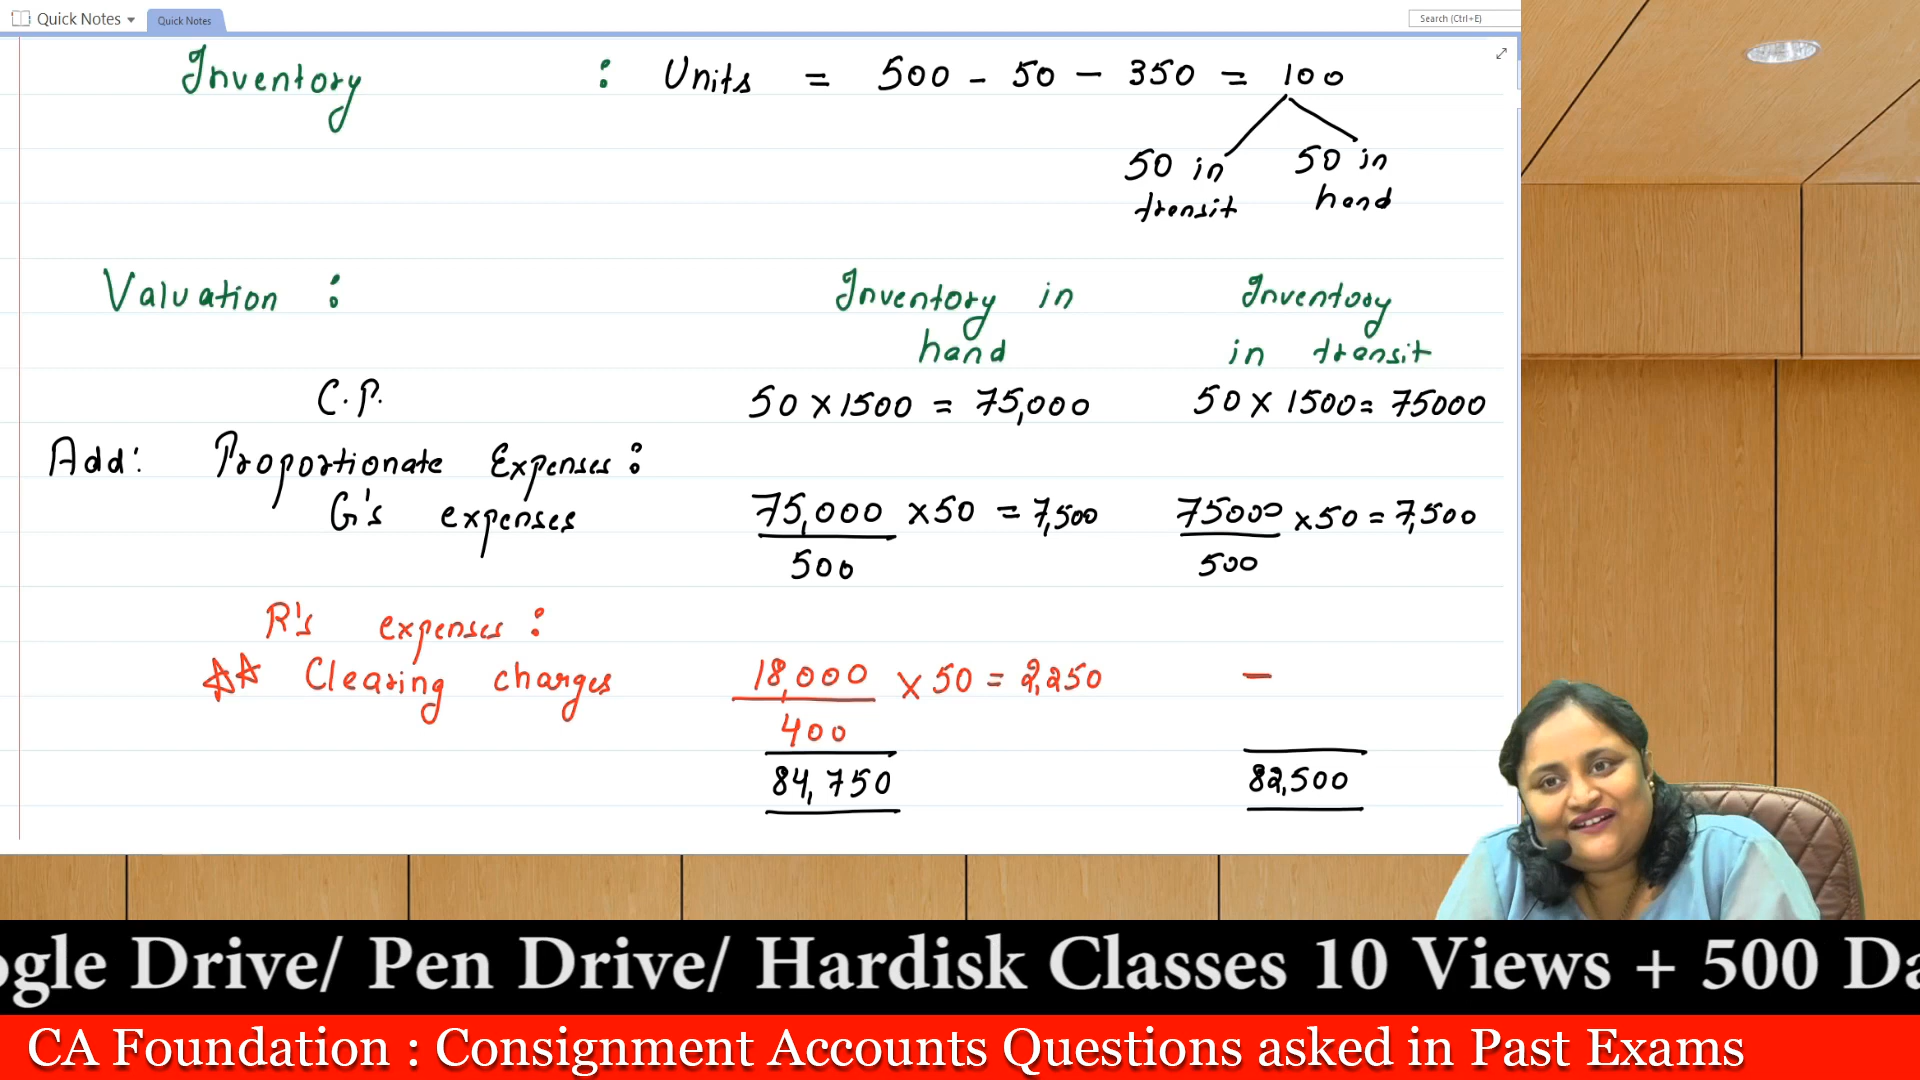 Quick Notes
Quick Notes
Search (Ctrl+E)
Inventory : Units = 500 - 50 - 350 = 100
50 in transit
50 in hand
Valuation : Inventory in hand Inventory in transit
C.P. 50 × 1500 = 75,000 50 × 1500 = 75000
Add: Proportionate Expenses:
G's expenses 75,000/500 × 50 = 7,500 75000/500 × 50 = 7,500
R's expenses :
Clearing charges 18,000/400 × 50 = 2,250 -
84,750 82,500
ogle Drive/ Pen Drive/ Hardisk Classes 10 Views + 500 Da
CA Foundation : Consignment Accounts Questions asked in Past Exams